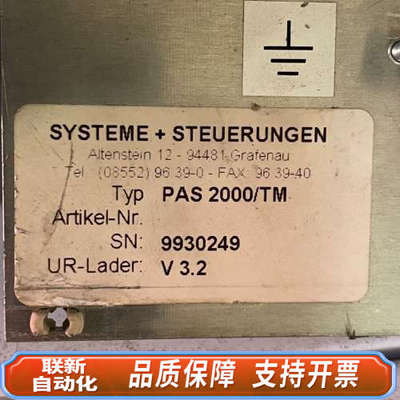 SYSTEME + STEUERUNGEN
Altenstein 12 - 94481 Grafenau
Tel. (08552) 96 39-0 - FAX 96 39-40
Typ PAS 2000/TM
Artikel-Nr.
SN: 9930249
UR-Lader: V 3.2
联新
自动化
品质保障 支持开票